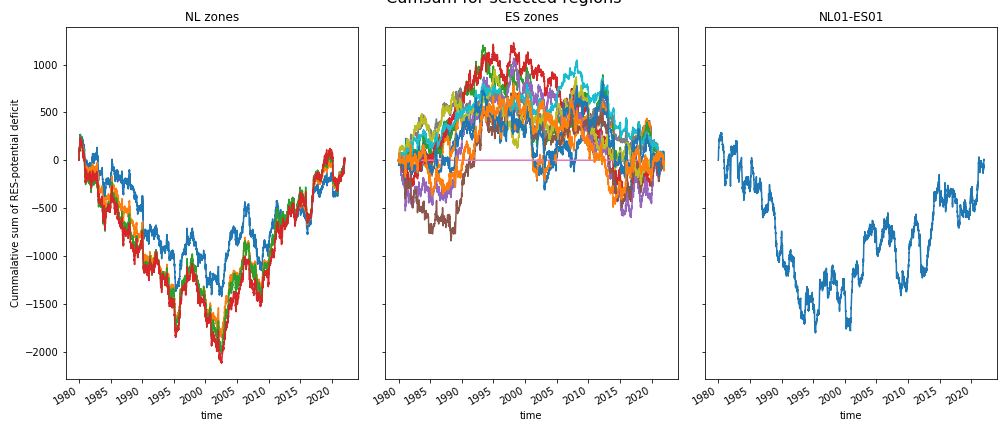 Cumsum for selected regions
NL zones
ES zones
NL01-ES01
Cummalative sum of RES-potential deficit
1000
500
0
−500
−1000
−1500
−2000
1980 1985 1990 1995 2000 2005 2010 2015 2020
1980 1985 1990 1995 2000 2005 2010 2015 2020
1980 1985 1990 1995 2000 2005 2010 2015 2020
time
time
time